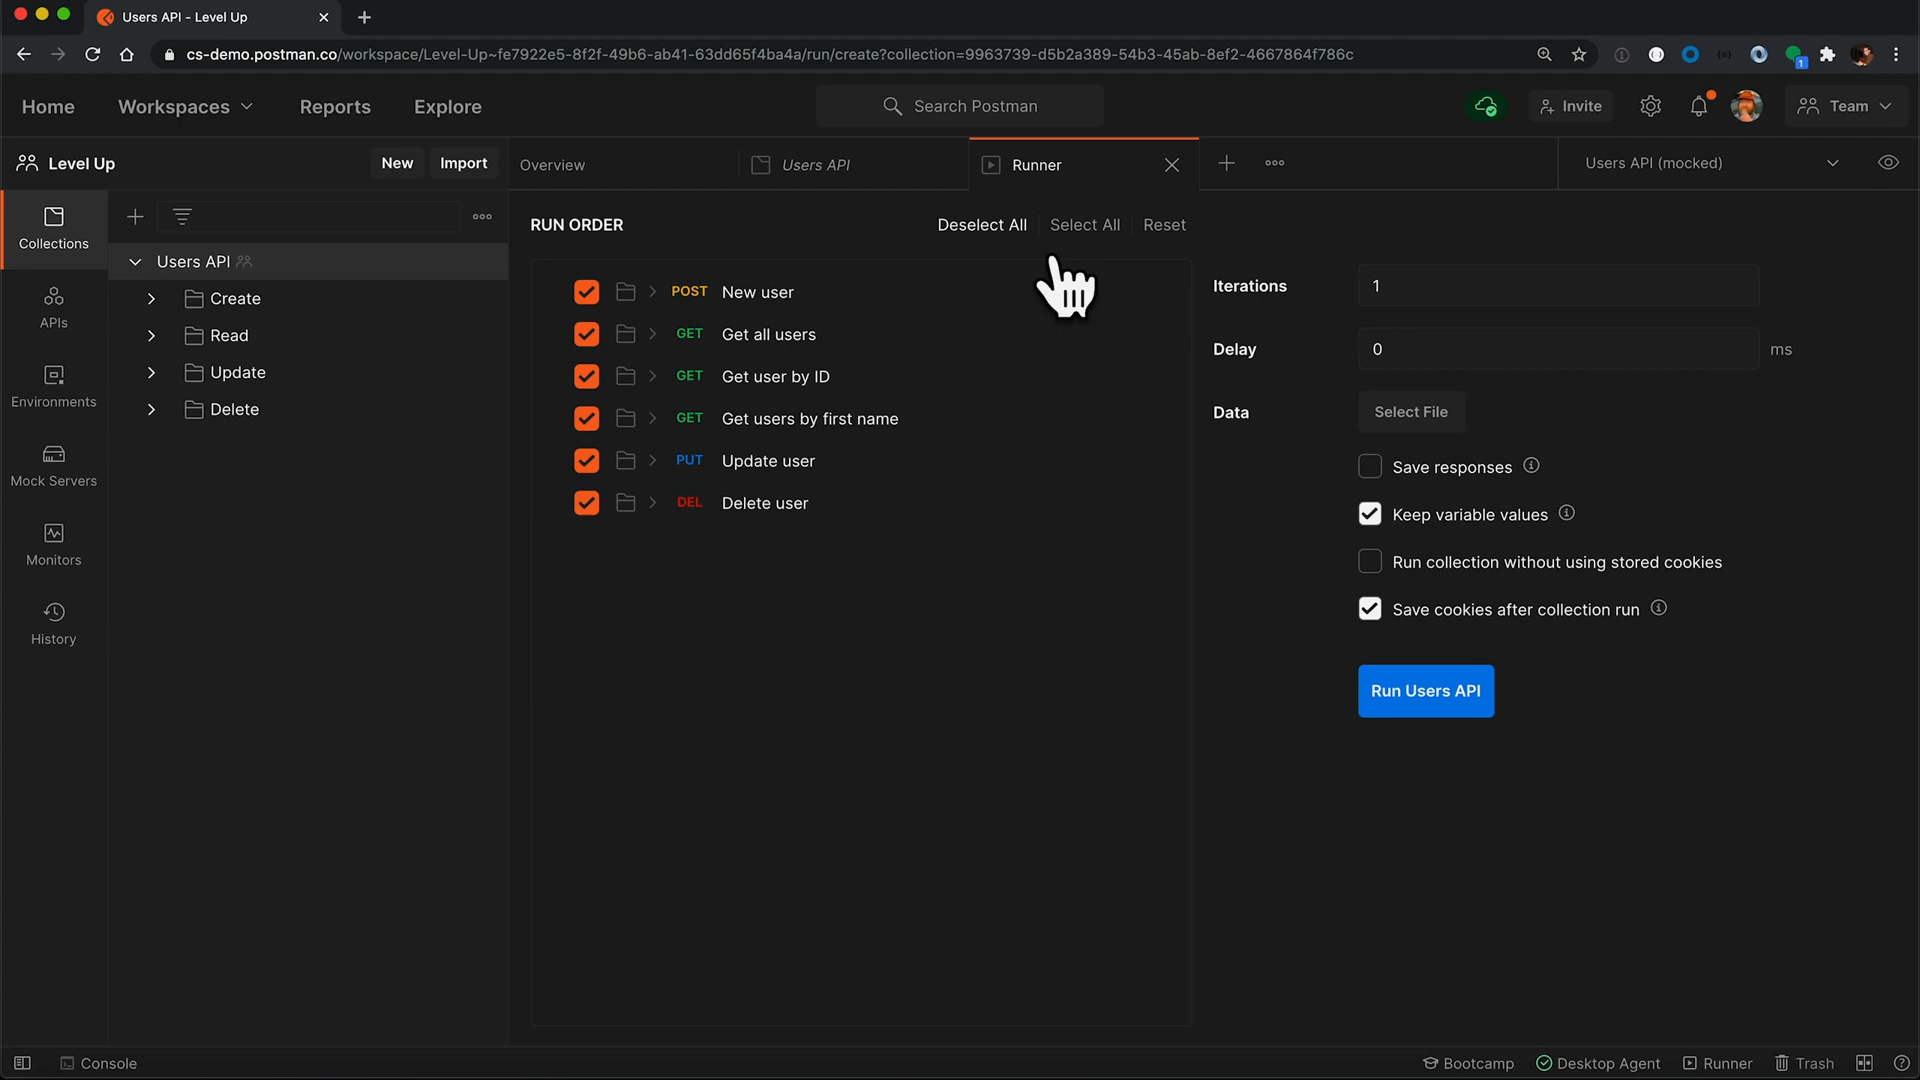 Users API - Level Up
cs-demo.postman.co/workspace/Level-Up~fe7922e5-8f2f-49b6-ab41-63dd65f4ba4a/run/create?collection=9963739-d5b2a389-54b3-45ab-8ef2-4667864f786c
1
Home Workspaces Reports Explore Search Postman Invite Team
Level Up New Import Overview Users API Runner Users API (mocked)
Collections
APIs
Environments
Mock Servers
Monitors
History
Users API
Create
Read
Update
Delete
RUN ORDER Deselect All Select All Reset
POST New user
GET Get all users
GET Get user by ID
GET Get users by first name
PUT Update user
DEL Delete user
Iterations 1
Delay 0 ms
Data Select File
Save responses
Keep variable values
Run collection without using stored cookies
Save cookies after collection run
Run Users API
Console Bootcamp Desktop Agent Runner Trash